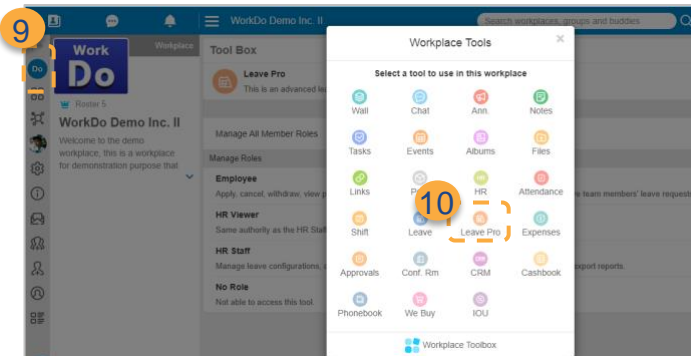 9
WorkDo Demo Inc. II
Search workplaces, groups and buddies
Work
Do
Workplace
Do
Roster 5
WorkDo Demo Inc. II
Welcome to the demo
workplace, this is a workplace
for demonstration purpose that
Tool Box
Leave Pro
This is an advanced lea
Manage All Member Roles
Manage Roles
Employee
Apply, cancel, withdraw, view p
s team members' leave requests
HR Viewer
Same authority as the HR Staf
HR Staff
Manage leave configurations, a
export reports.
No Role
Not able to access this tool.
Workplace Tools
×
Select a tool to use in this workplace
Wall Chat Ann. Notes
Tasks Events Albums Files
Links HR Attendance
10
Shift Leave Leave Pro Expenses
Approvals Conf. Rm CRM Cashbook
Phonebook We Buy IOU
Workplace Toolbox